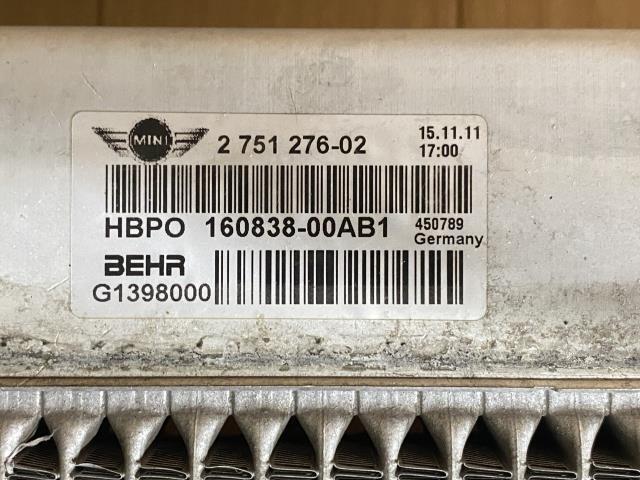 MINI 2 751 276-02 15.11.11
17:00
HBPO 160838-00AB1 450789
Germany
BEHR
G1398000